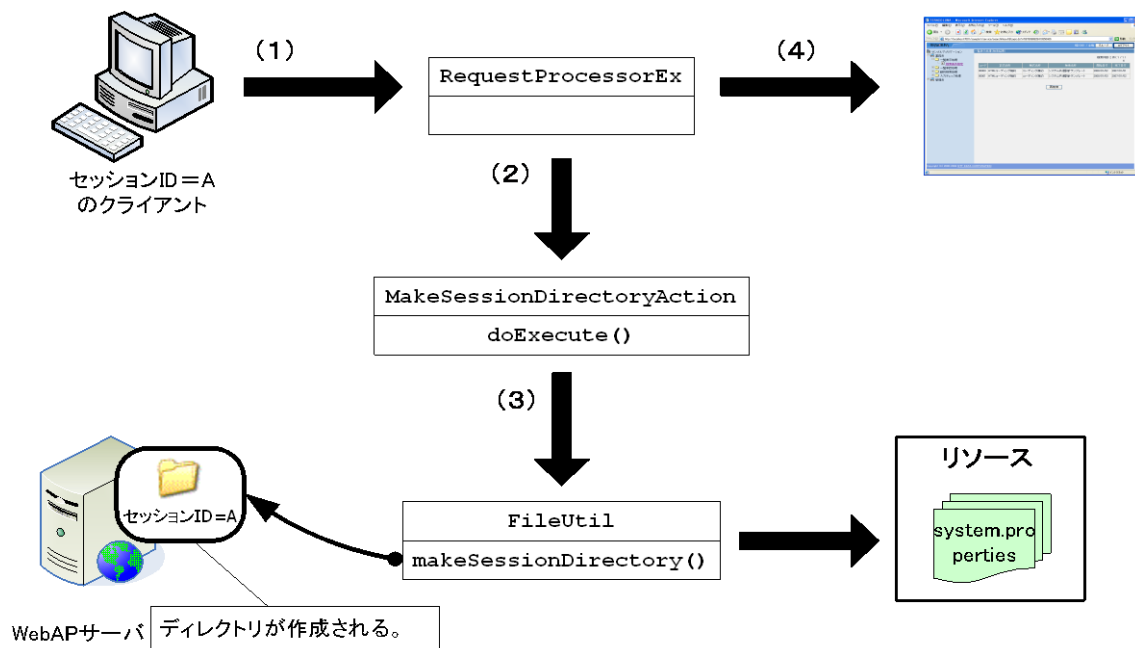 （1）
（4）
RequestProcessorEx
セッションID＝A
のクライアント
（2）
MakeSessionDirectoryAction
doExecute()
（3）
リソース
system.pro
perties
セッションID=A
FileUtil
makeSessionDirectory()
WebAPサーバ
ディレクトリが作成される。